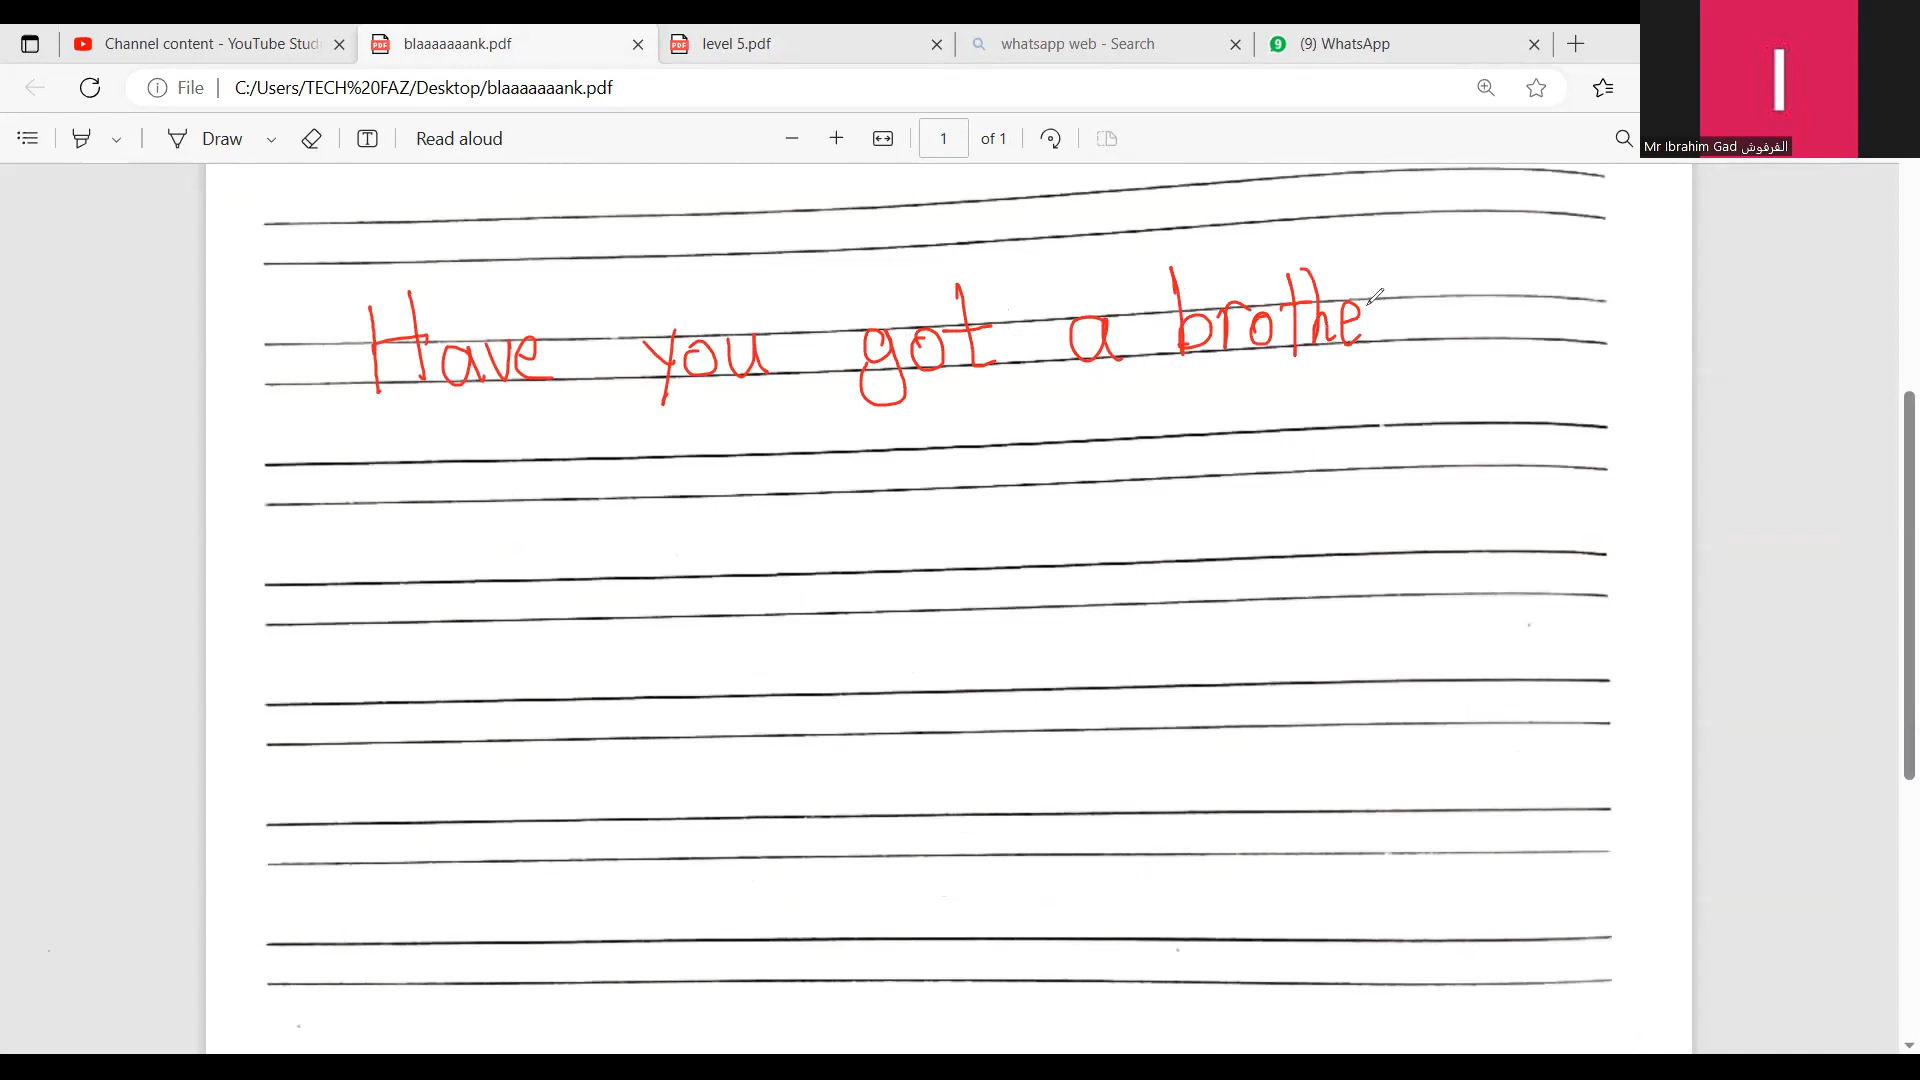 Channel content - YouTube Stud
blaaaaaaank.pdf
level 5.pdf
whatsapp web - Search
9
(9) WhatsApp
File
C:/Users/TECH%20FAZ/Desktop/blaaaaaaank.pdf
Draw
Read aloud
1 of 1
I
Mr Ibrahim Gad الفرفوش
Have you got a brothe